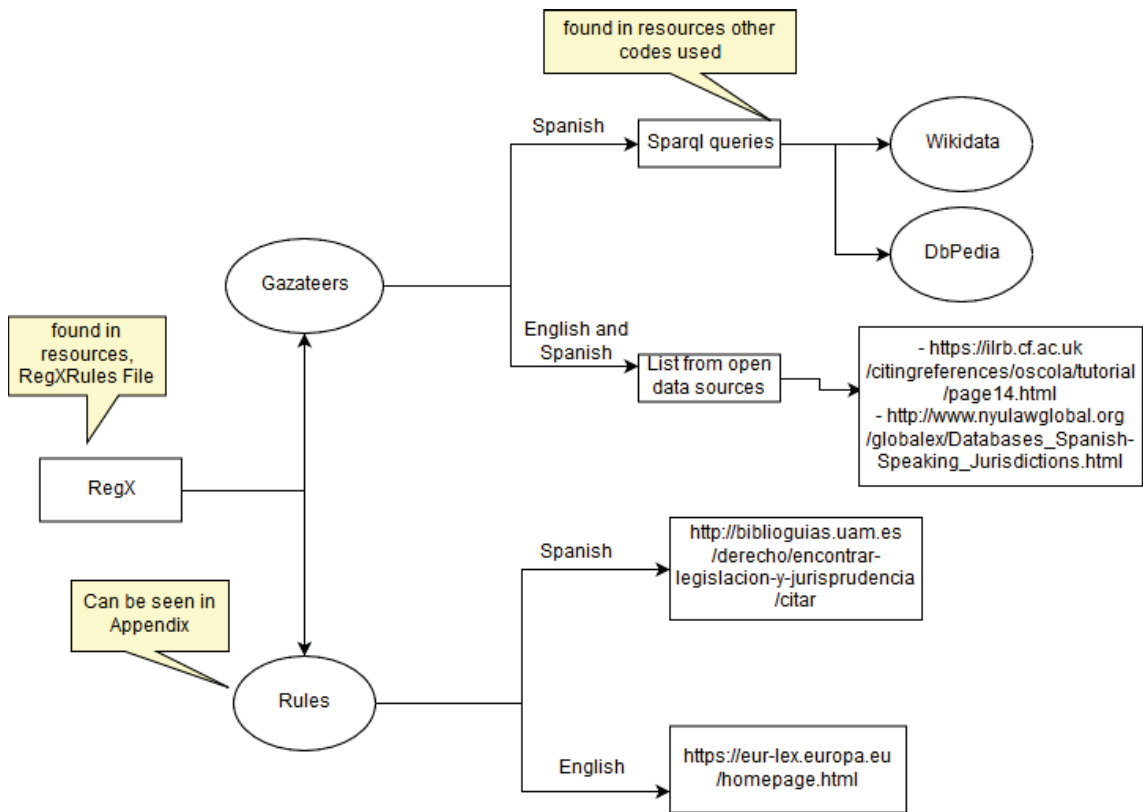 found in resources other
codes used
Spanish
Sparql queries
Wikidata
DbPedia
Gazateers
found in
resources,
RegXRules File
English and
Spanish
List from open
data sources
- https://ilrb.cf.ac.uk
/citingreferences/oscola/tutorial
/page14.html
- http://www.nyulawglobal.org
/globalex/Databases_Spanish-
Speaking_Jurisdictions.html
RegX
Spanish
http://biblioguias.uam.es
/derecho/encontrar-
legislacion-y-jurisprudencia
/citar
Can be seen in
Appendix
Rules
English
https://eur-lex.europa.eu
/homepage.html